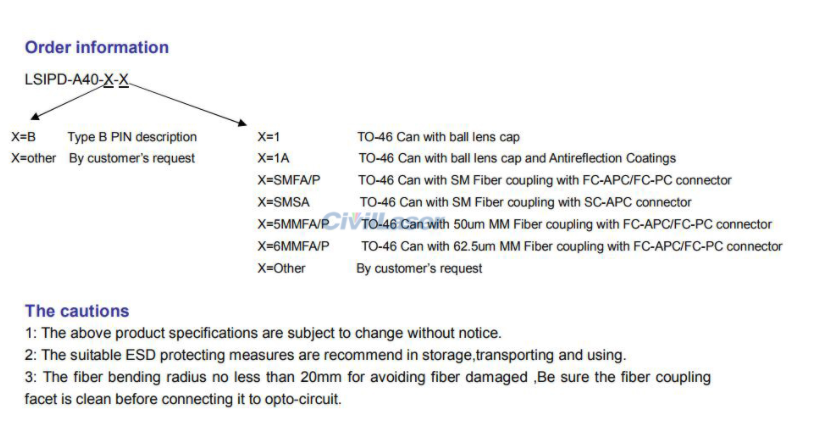 Order information
LSIPD-A40-X-X
X=B Type B PIN description X=1 TO-46 Can with ball lens cap
X=other By customer's request X=1A TO-46 Can with ball lens cap and Antireflection Coatings
X=SMFA/P TO-46 Can with SM Fiber coupling with FC-APC/FC-PC connector
X=SMSA TO-46 Can with SM Fiber coupling with SC-APC connector
CivilLaser
X=5MMFA/P TO-46 Can with 50um MM Fiber coupling with FC-APC/FC-PC connector
X=6MMFA/P TO-46 Can with 62.5um MM Fiber coupling with FC-APC/FC-PC connector
X=Other By customer's request
The cautions
1: The above product specifications are subject to change without notice.
2: The suitable ESD protecting measures are recommend in storage,transporting and using.
3: The fiber bending radius no less than 20mm for avoiding fiber damaged ,Be sure the fiber coupling
facet is clean before connecting it to opto-circuit.